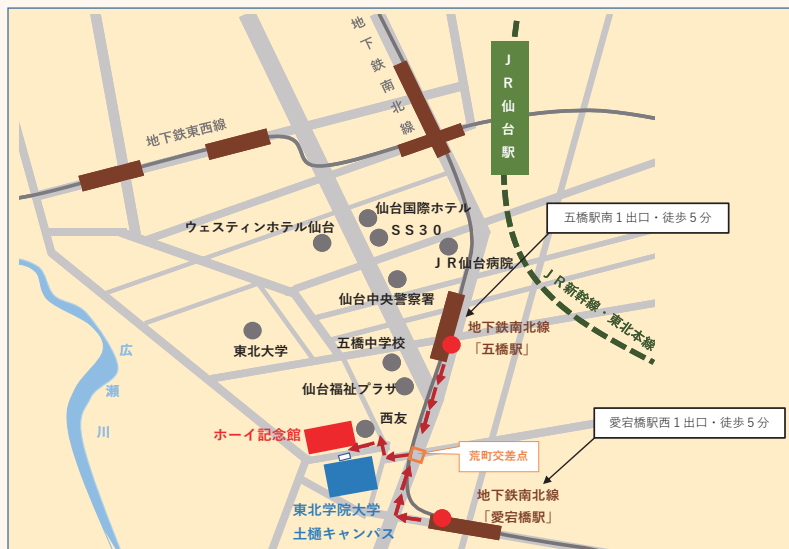 地下鉄南北線
ＪＲ仙台駅
地下鉄東西線
仙台国際ホテル
ウェスティンホテル仙台
ＳＳ３０
五橋駅南１出口・徒歩５分
ＪＲ仙台病院
ＪＲ新幹線・東北本線
仙台中央警察署
地下鉄南北線
「五橋駅」
五橋中学校
東北大学
広瀬川
仙台福祉プラザ
西友
愛宕橋駅西１出口・徒歩５分
ホーイ記念館
荒町交差点
地下鉄南北線
「愛宕橋駅」
東北学院大学
土樋キャンパス